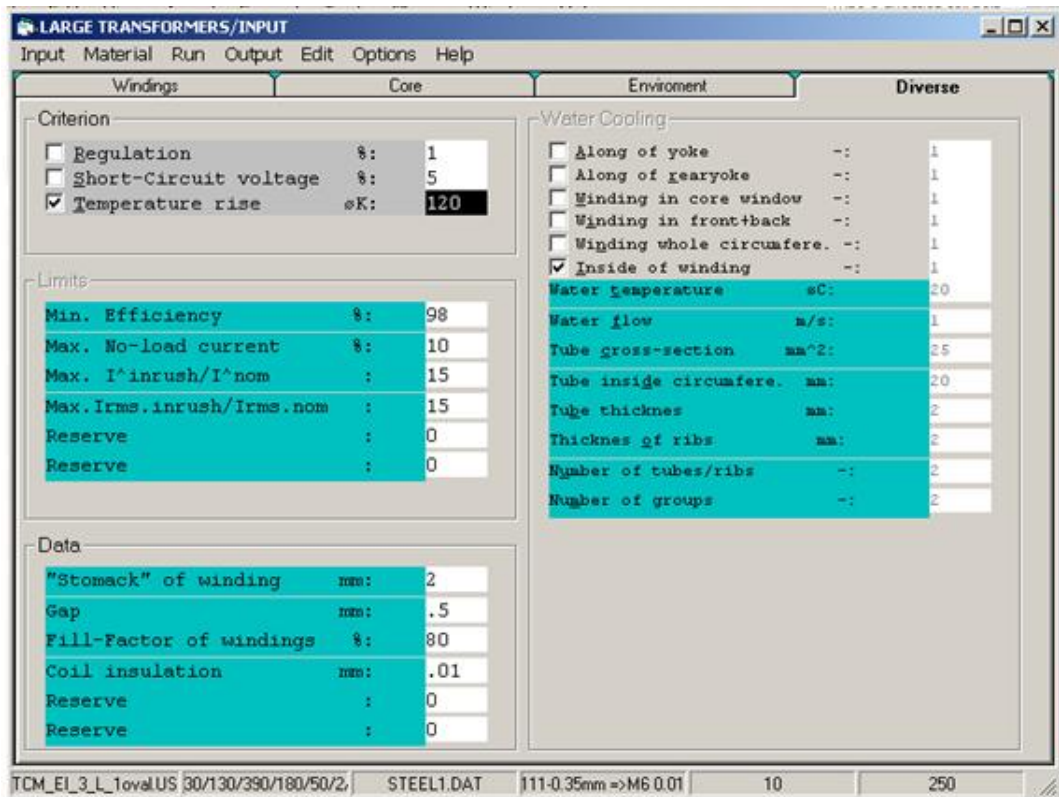 LARGE TRANSFORMERS/INPUT
Input Material Run Output Edit Options Help
Windings Core Enviroment Diverse
Criterion
Regulation %: 1
Short-Circuit voltage %: 5
Temperature rise øK: 120
Limits
Min. Efficiency %: 98
Max. No-load current %: 10
Max. I^inrush/I^nom : 15
Max.Irms.inrush/Irms.nom : 15
Reserve : 0
Reserve : 0
Data
"Stomack" of winding mm: 2
Gap mm: .5
Fill-Factor of windings %: 80
Coil insulation mm: .01
Reserve : 0
Reserve : 0
Water Cooling
Along of yoke -: 1
Along of rearyoke -: 1
Winding in core window -: 1
Winding in front+back -: 1
Winding whole circumfere. -: 1
Inside of winding -: 1
Water temperature øC: 20
Water flow m/s: 1
Tube cross-section mm^2: 25
Tube inside circumfere. mm: 20
Tube thicknes mm: 2
Thicknes of ribs mm: 2
Number of tubes/ribs -: 2
Number of groups -: 2
TCM_EI_3_L_1oval.US 30/130/390/180/50/2, STEEL1.DAT 111-0.35mm =>M6 0.01 10 250